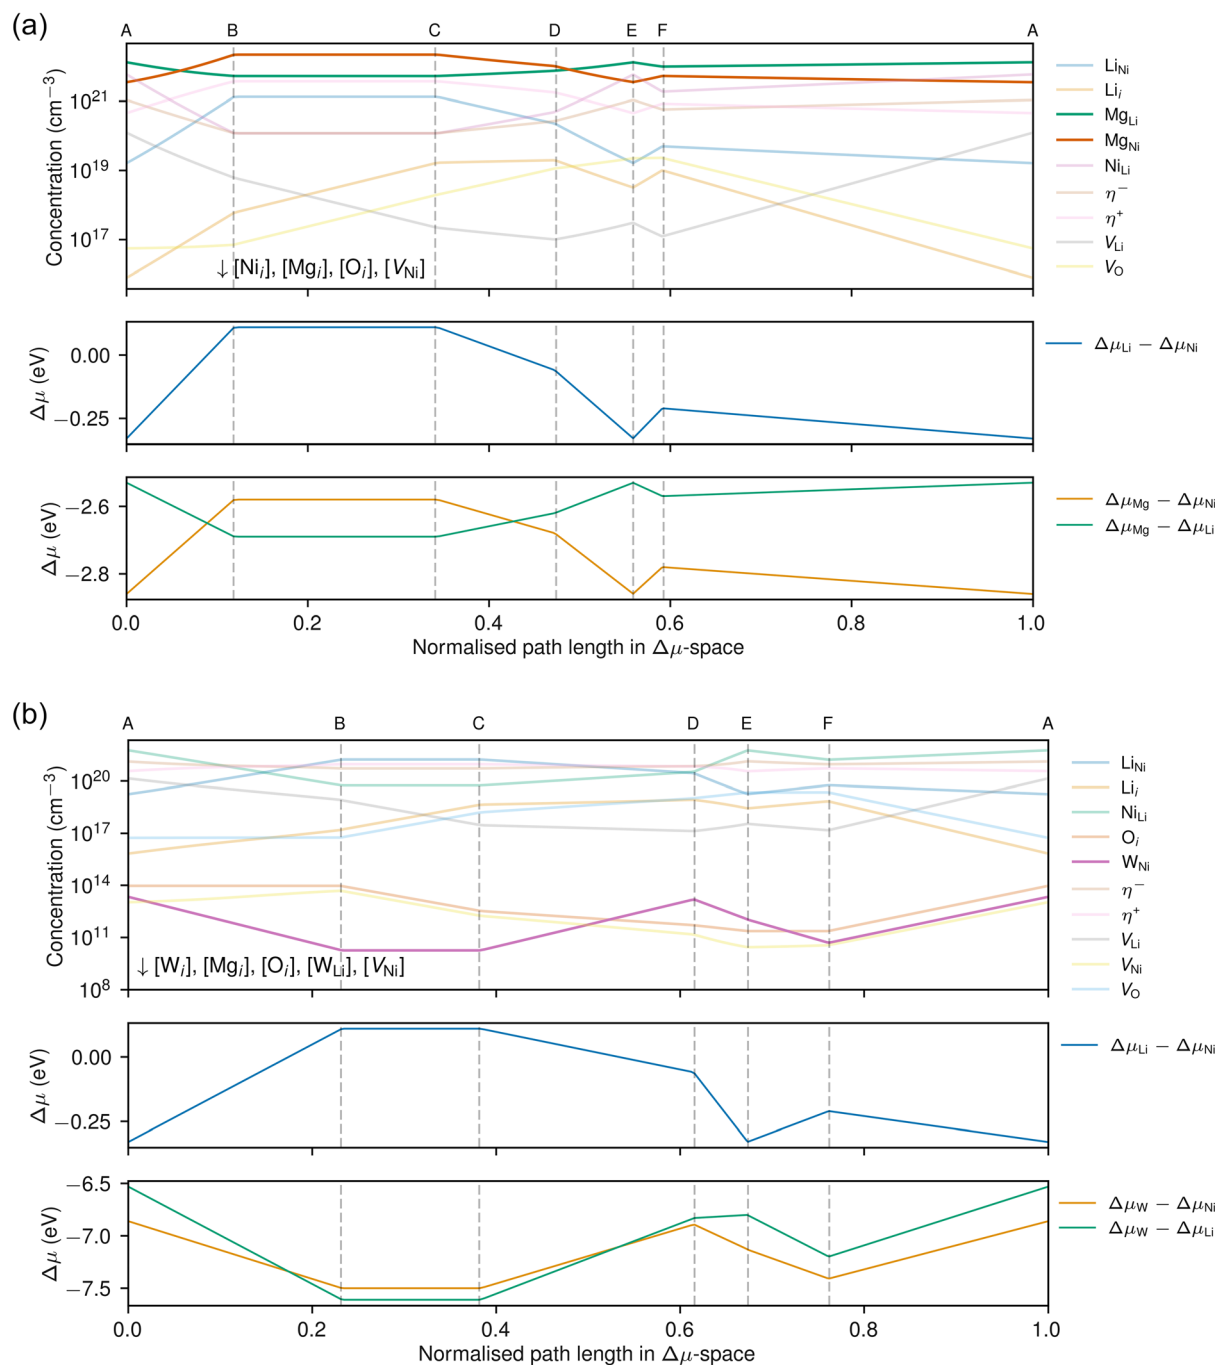 (a)
A B C D E F A
Concentration (cm⁻³)
10²¹
10¹⁹
10¹⁷
↓ [Niᵢ], [Mgᵢ], [Oᵢ], [V_Ni]
Li_Ni
Liᵢ
Mg_Li
Mg_Ni
Ni_Li
η⁻
η⁺
V_Li
V_O
Δμ (eV)
0.00
−0.25
Δμ_Li − Δμ_Ni
Δμ (eV)
−2.6
−2.8
Δμ_Mg − Δμ_Ni
Δμ_Mg − Δμ_Li
0.0 0.2 0.4 0.6 0.8 1.0
Normalised path length in Δμ-space
(b)
A B C D E F A
Concentration (cm⁻³)
10²⁰
10¹⁷
10¹⁴
10¹¹
10⁸
↓ [Wᵢ], [Mgᵢ], [Oᵢ], [W_Li], [V_Ni]
Li_Ni
Liᵢ
Ni_Li
Oᵢ
W_Ni
η⁻
η⁺
V_Li
V_Ni
V_O
Δμ (eV)
0.00
−0.25
Δμ_Li − Δμ_Ni
Δμ (eV)
−6.5
−7.0
−7.5
Δμ_W − Δμ_Ni
Δμ_W − Δμ_Li
0.0 0.2 0.4 0.6 0.8 1.0
Normalised path length in Δμ-space